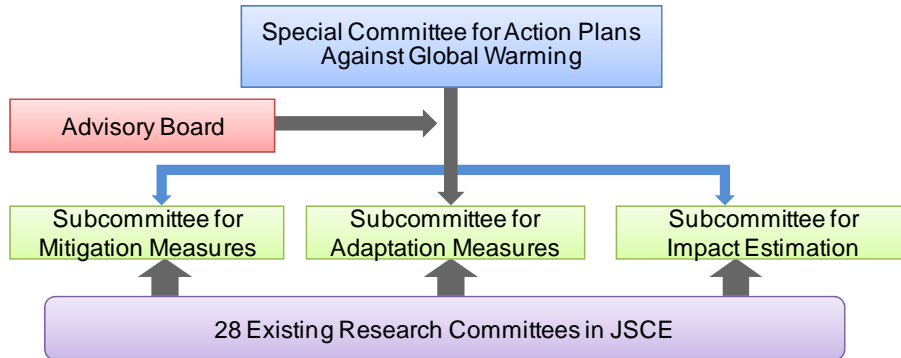 Special Committee for Action Plans
Against Global Warming
Advisory Board
Subcommittee for
Mitigation Measures
Subcommittee for
Adaptation Measures
Subcommittee for
Impact Estimation
28 Existing Research Committees in JSCE